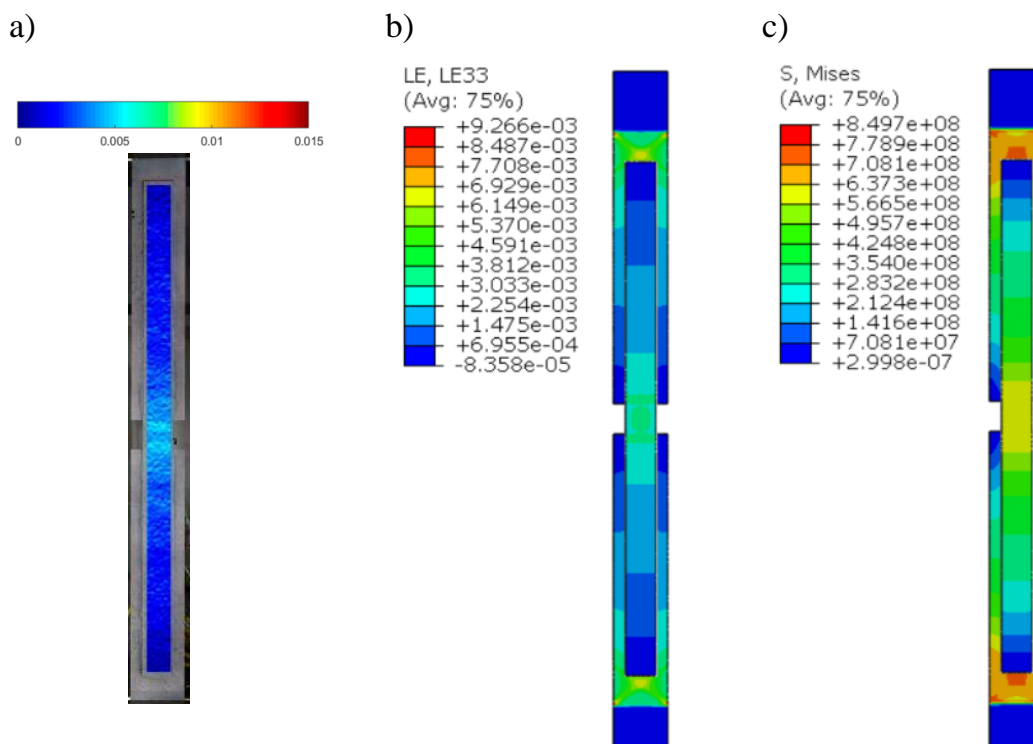 a)
b)
c)
0
0.005
0.010
0.015
LE, LE33
(Avg: 75%)
+9.266e-03
+8.487e-03
+7.708e-03
+6.929e-03
+6.149e-03
+5.370e-03
+4.591e-03
+3.812e-03
+3.033e-03
+2.254e-03
+1.475e-03
+6.955e-04
-8.358e-05
S, Mises
(Avg: 75%)
+8.497e+08
+7.789e+08
+7.081e+08
+6.373e+08
+5.665e+08
+4.957e+08
+4.248e+08
+3.540e+08
+2.832e+08
+2.124e+08
+1.416e+08
+7.081e+07
+2.998e-07